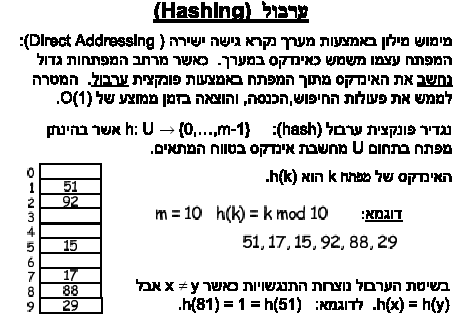 ערבול (Hashing)
מימוש מילון באמצעות מערך נקרא גישה ישירה (Direct Addressing ):
המפתח עצמו משמש כאינדקס במערך. כאשר מרחב המפתחות גדול
נחשב את האינדקס מתוך המפתח באמצעות פונקצית ערבול. המטרה
לממש את פעולות החיפוש,הכנסה, והוצאה בזמן ממוצע של O(1).
נגדיר פונקצית ערבול (hash): h: U → {0,…,m-1} אשר בהינתן
מפתח בתחום U מחשבת אינדקס בטווח המתאים.
האינדקס של מפתח k הוא h(k).
דוגמא: m = 10 h(k) = k mod 10
51, 17, 15, 92, 88, 29
בשיטת הערבול נוצרות התנגשויות כאשר x ≠ y אבל
h(x) = h(y). לדוגמא: h(81) = 1 = h(51).
0
1 51
2 92
3
4
5 15
6
7 17
8 88
9 29